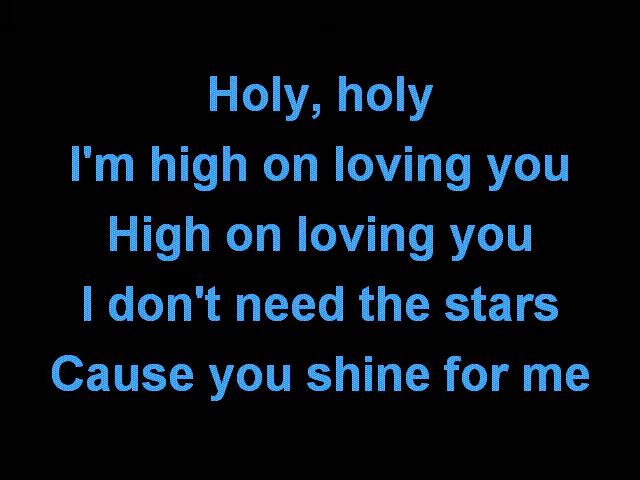 Holy, holy
I'm high on loving you
High on loving you
I don't need the stars
Cause you shine for me